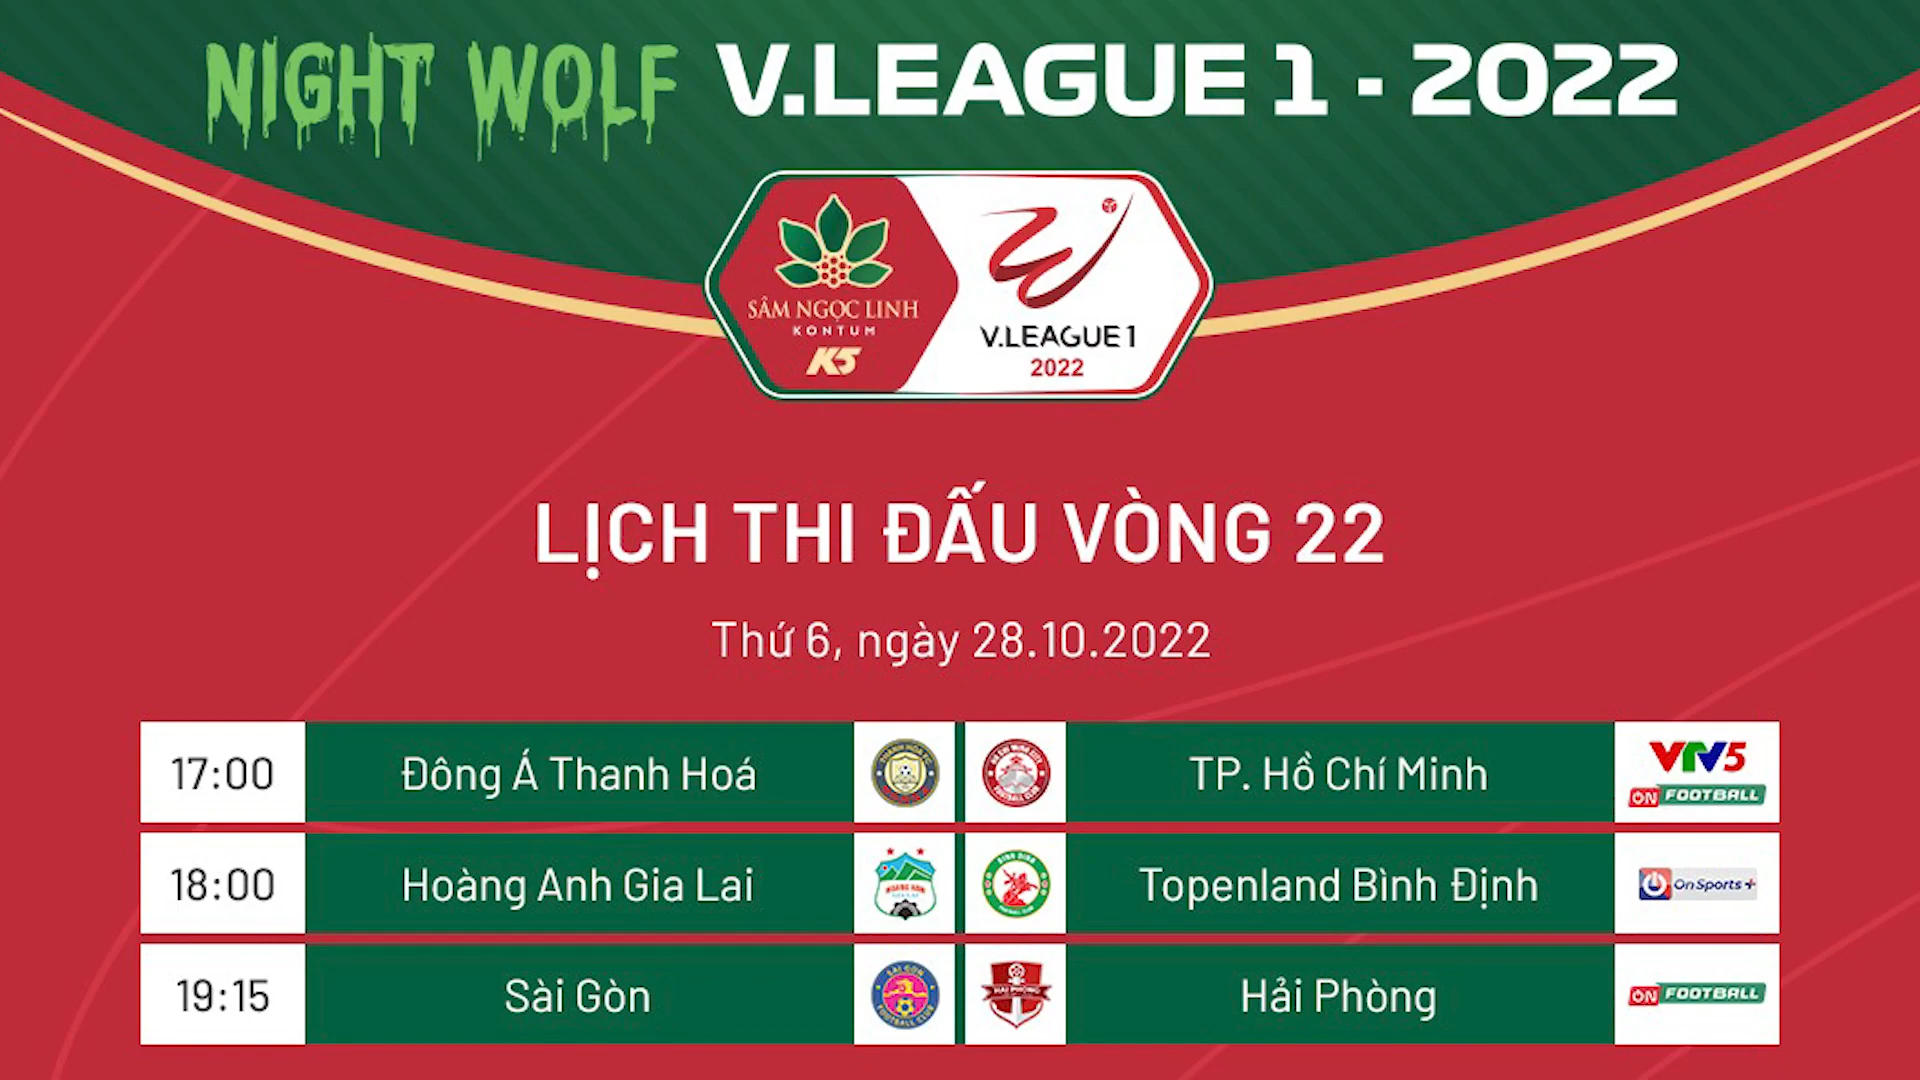 NIGHT WOLF V.LEAGUE 1 - 2022
SÂM NGỌC LINH
KONTUM
K5
V.LEAGUE 1
2022
LỊCH THI ĐẤU VÒNG 22
Thứ 6, ngày 28.10.2022
17:00 Đông Á Thanh Hoá TP. Hồ Chí Minh VTV5 ON FOOTBALL
18:00 Hoàng Anh Gia Lai Topenland Bình Định On Sports+
19:15 Sài Gòn Hải Phòng ON FOOTBALL